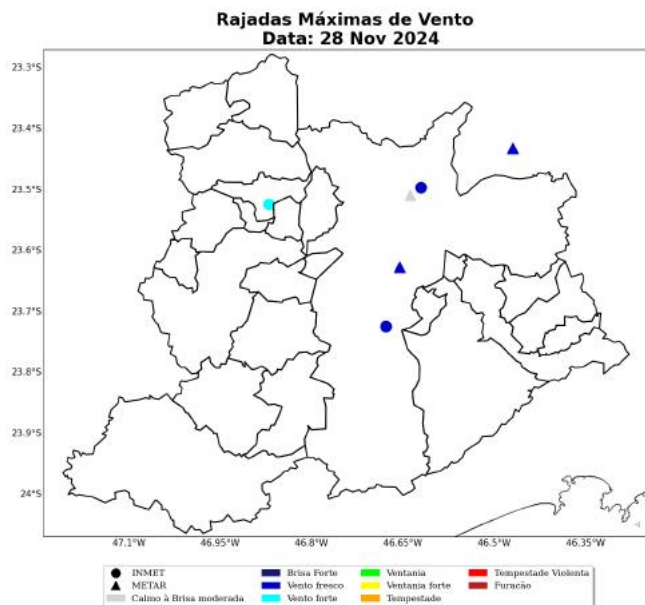 Rajadas Máximas de Vento
Data: 28 Nov 2024
23.3°S
23.4°S
23.5°S
23.6°S
23.7°S
23.8°S
23.9°S
24°S
47.1°W 46.95°W 46.8°W 46.65°W 46.5°W 46.35°W
INMET Brisa Forte Ventania Tempestade Violenta
METAR Vento fresco Ventania forte Furacão
Calmo à Brisa moderada Vento forte Tempestade